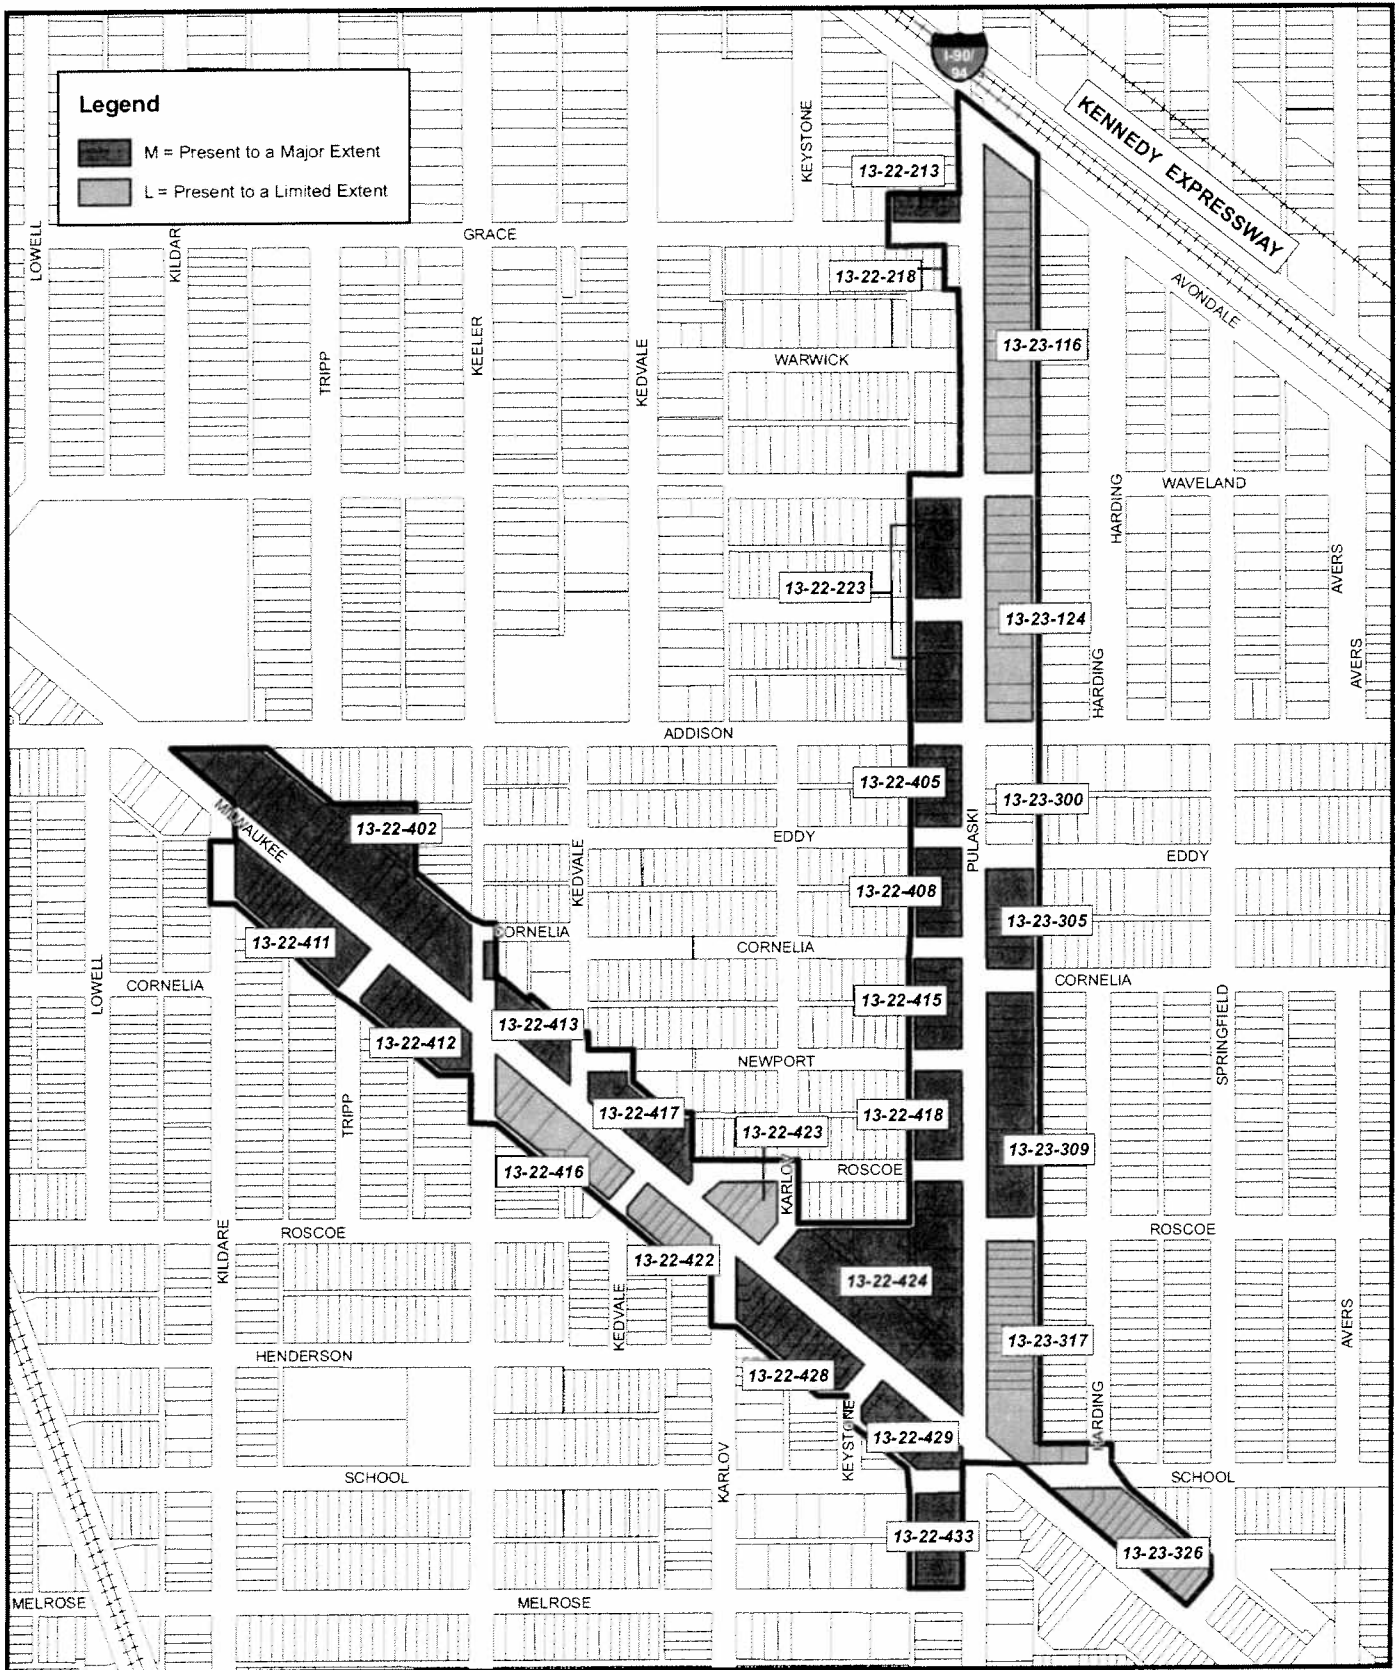 Legend
M = Present to a Major Extent
L = Present to a Limited Extent
I-90/
94
KENNEDY EXPRESSWAY
KEYSTONE
13-22-213
LOWELL
KILDAR
GRACE
13-22-218
AVONDALE
TRIPP
KEELER
KEDVALE
WARWICK
13-23-116
WAVELAND
HARDING
AVERS
13-22-223
13-23-124
HARDING
AVERS
ADDISON
13-22-405
13-23-300
MILWAUKEE
13-22-402
EDDY
PULASKI
EDDY
KEDVALE
13-22-408
13-23-305
13-22-411
CORNELIA
CORNELIA
LOWELL
CORNELIA
CORNELIA
13-22-415
SPRINGFIELD
13-22-412
13-22-413
NEWPORT
TRIPP
13-22-417
13-22-418
13-22-423
13-23-309
13-22-416
KARLOV
ROSCOE
KILDARE
ROSCOE
ROSCOE
13-22-422
13-22-424
KEDVALE
AVERS
13-23-317
HENDERSON
13-22-428
HARDING
KEYSTONE
13-22-429
KARLOV
SCHOOL
SCHOOL
13-22-433
13-23-326
MELROSE
MELROSE